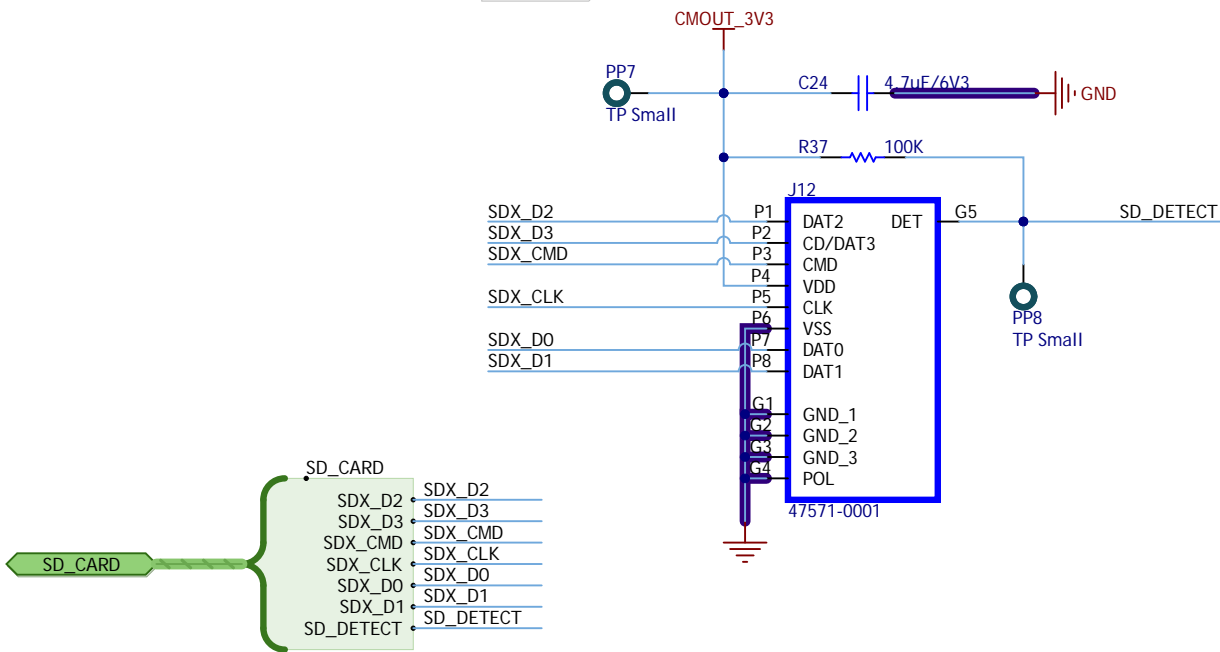 CMOUT_3V3
PP7
TP Small
C24 4.7uF/6V3
GND
R37 100K
J12
SDX_D2 P1 DAT2 DET G5 SD_DETECT
SDX_D3 P2 CD/DAT3
SDX_CMD P3 CMD
P4 VDD
SDX_CLK P5 CLK
P6 VSS
SDX_D0 P7 DAT0
SDX_D1 P8 DAT1
PP8
TP Small
G1 GND_1
G2 GND_2
G3 GND_3
G4 POL
47571-0001
SD_CARD
SDX_D2 SDX_D2
SDX_D3 SDX_D3
SDX_CMD SDX_CMD
SDX_CLK SDX_CLK
SDX_D0 SDX_D0
SDX_D1 SDX_D1
SD_DETECT SD_DETECT
SD_CARD